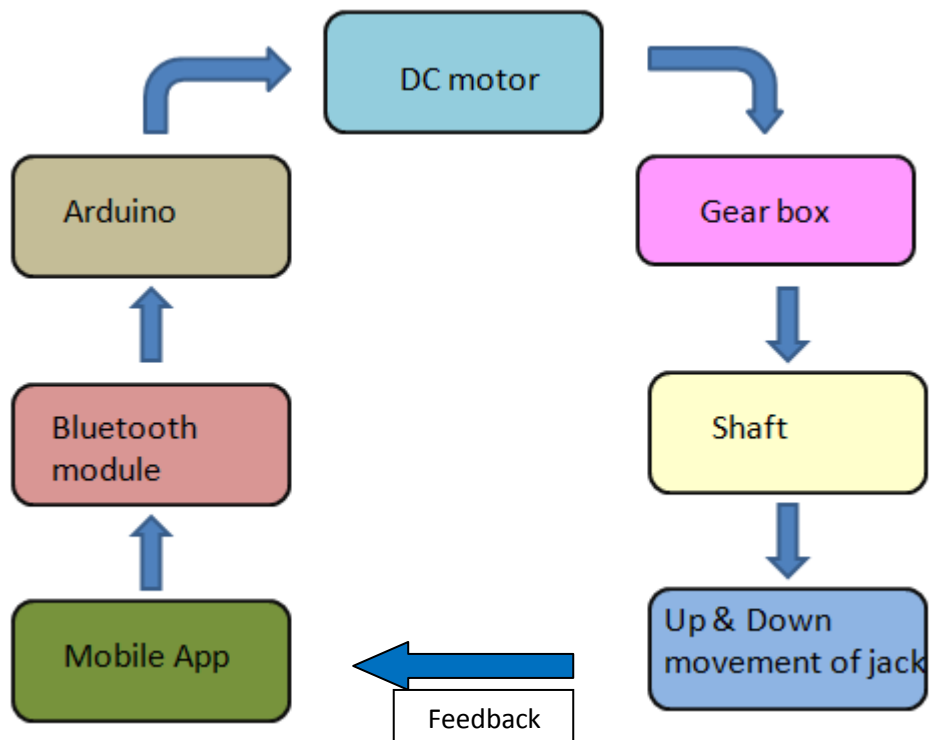 DC motor
Arduino
Gear box
Bluetooth
module
Shaft
Mobile App
Up & Down
movement of jack
Feedback